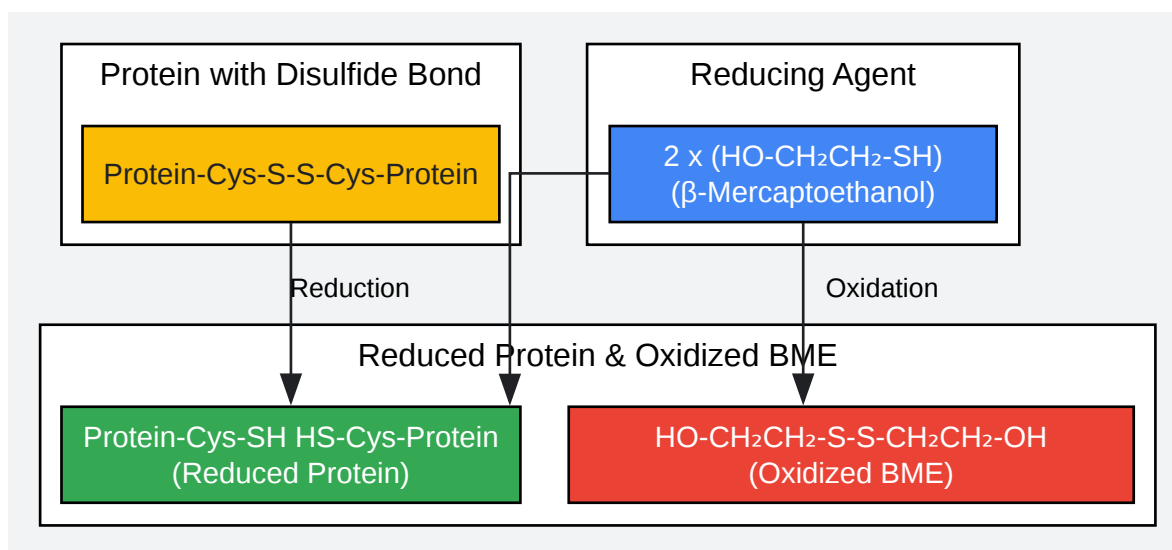 Protein with Disulfide Bond
Reducing Agent
Protein-Cys-S-S-Cys-Protein
2 x (HO-CH₂CH₂-SH)
(β-Mercaptoethanol)
Reduction
Oxidation
Reduced Protein & Oxidized BME
Protein-Cys-SH HS-Cys-Protein
(Reduced Protein)
HO-CH₂CH₂-S-S-CH₂CH₂-OH
(Oxidized BME)